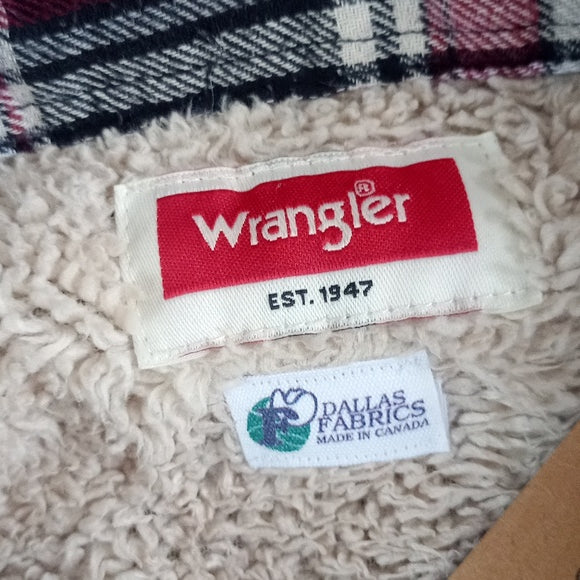 Wrangler®
EST. 1947
DALLAS
FABRICS
MADE IN CANADA